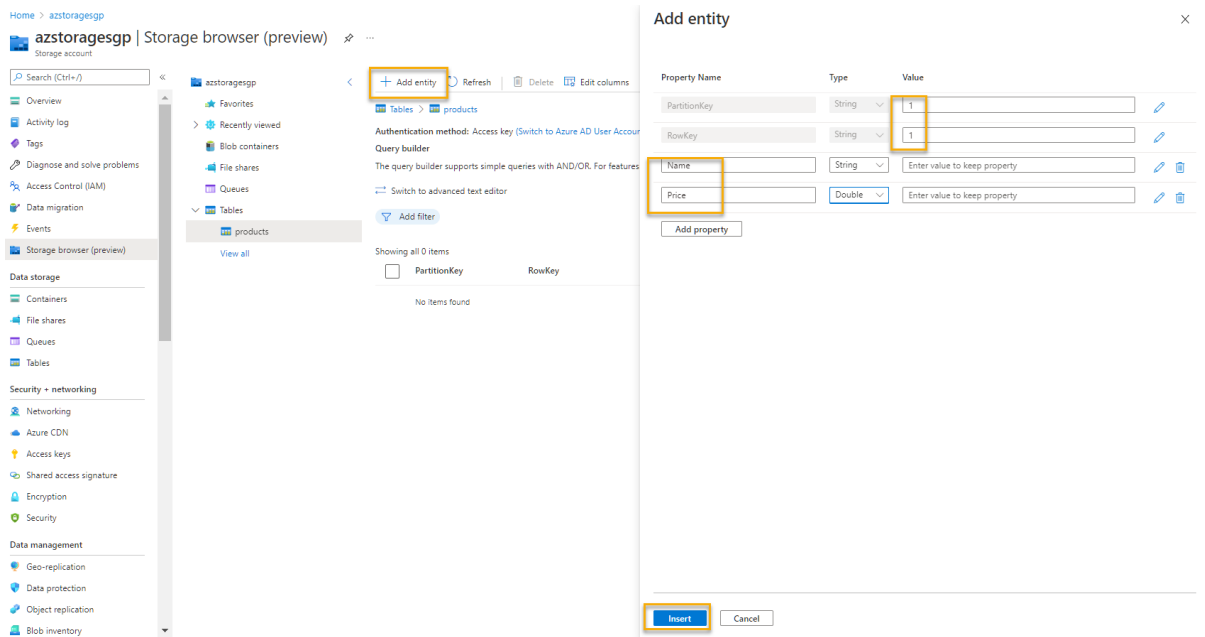 Home > azstoragesgp
azstoragesgp | Storage browser (preview)
Storage account
Search (Ctrl+/)
Overview
Activity log
Tags
Diagnose and solve problems
Access Control (IAM)
Data migration
Events
Storage browser (preview)
Data storage
Containers
File shares
Queues
Tables
Security + networking
Networking
Azure CDN
Access keys
Shared access signature
Encryption
Security
Data management
Geo-replication
Data protection
Object replication
Blob inventory
azstoragesgp
Favorites
Recently viewed
Blob containers
File shares
Queues
Tables
products
View all
Add entity Refresh Delete Edit columns
Tables > products
Authentication method: Access key (Switch to Azure AD User Accour
Query builder
The query builder supports simple queries with AND/OR. For features
Switch to advanced text editor
Add filter
Showing all 0 items
PartitionKey RowKey
No items found
Add entity
Property Name Type Value
PartitionKey String 1
RowKey String 1
Name String Enter value to keep property
Price Double Enter value to keep property
Add property
Insert Cancel